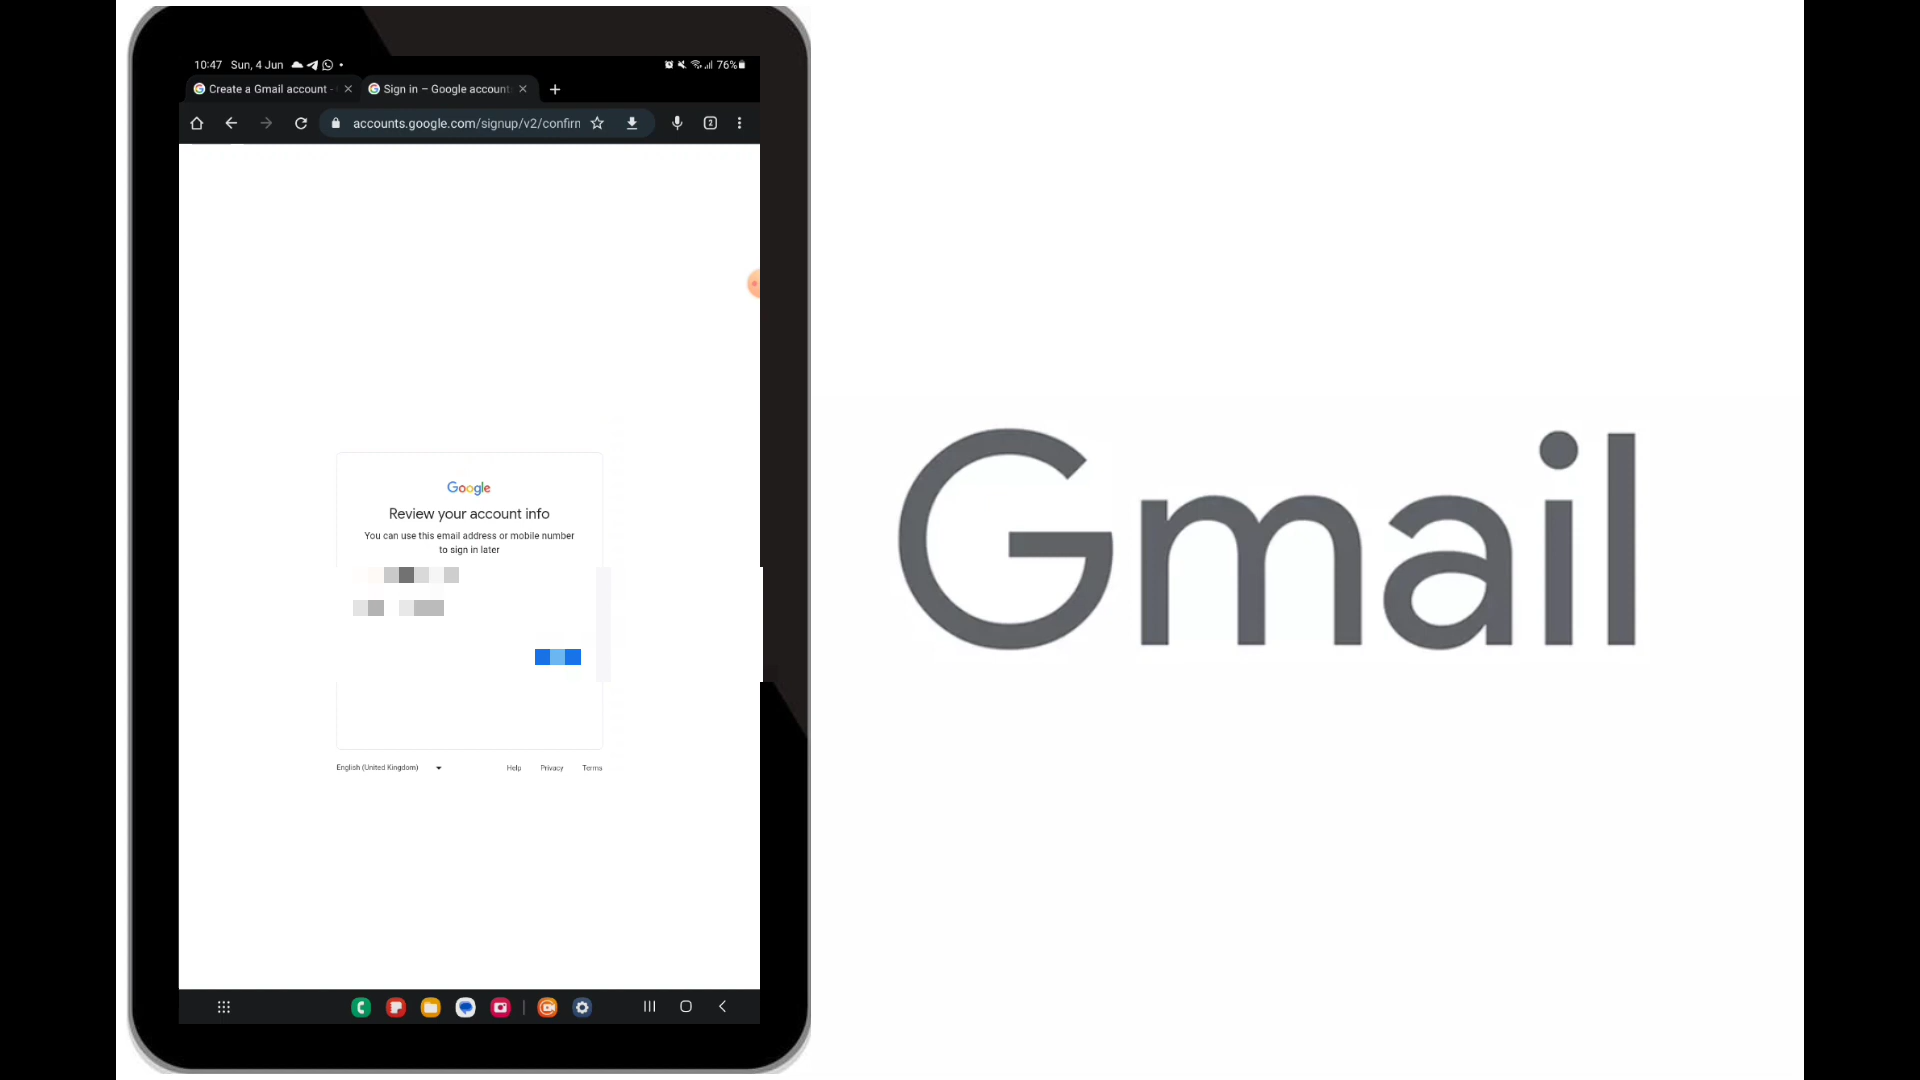 10:47 Sun, 4 Jun 76%
Create a Gmail account -
Sign in – Google account
accounts.google.com/signup/v2/confirm
2
Google
Review your account info
You can use this email address or mobile number
to sign in later
English (United Kingdom)
Help Privacy Terms
Gmail